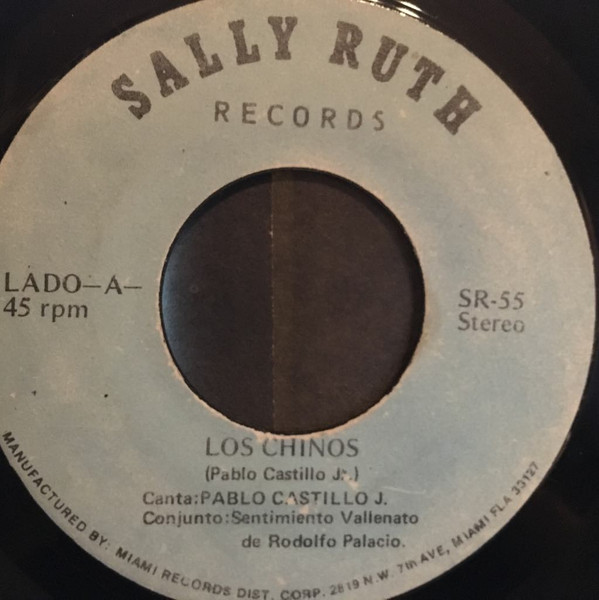 SALLY RUTH
RECORDS
LADO-A-
45 rpm
SR-55
Stereo
LOS CHINOS
(Pablo Castillo J.)
Canta:PABLO CASTILLO J.
Conjunto:Sentimiento Vallenato
de Rodolfo Palacio.
MANUFACTURED BY: MIAMI RECORDS DIST. CORP. 2819 N.W. 7th AVE, MIAMI FLA 33127